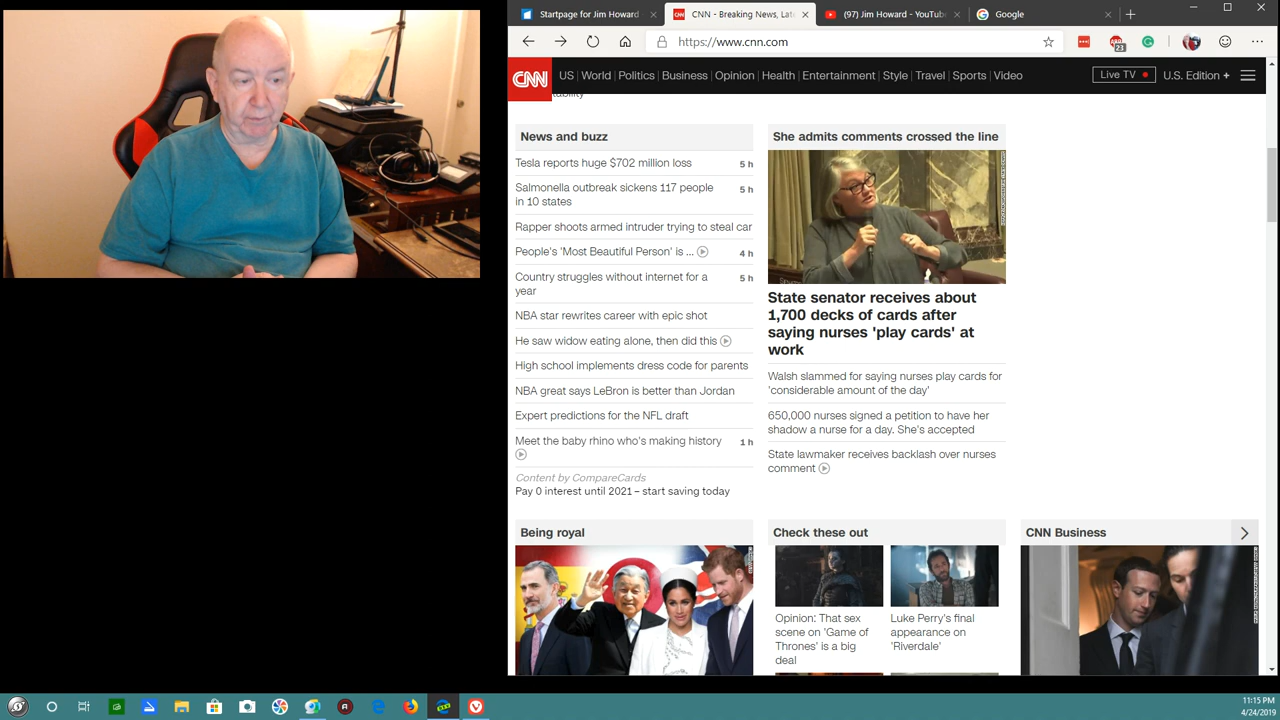 Startpage for Jim Howard
CNN - Breaking News, Late
(97) Jim Howard - YouTube
Google
https://www.cnn.com
23
CNN
US | World | Politics | Business | Opinion | Health | Entertainment | Style | Travel | Sports | Video
Live TV
U.S. Edition +
News and buzz
Tesla reports huge $702 million loss
5 h
Salmonella outbreak sickens 117 people
in 10 states
5 h
Rapper shoots armed intruder trying to steal car
People's 'Most Beautiful Person' is ...
4 h
Country struggles without internet for a
year
5 h
NBA star rewrites career with epic shot
He saw widow eating alone, then did this
High school implements dress code for parents
NBA great says LeBron is better than Jordan
Expert predictions for the NFL draft
Meet the baby rhino who's making history
1 h
Content by CompareCards
Pay 0 interest until 2021 – start saving today
She admits comments crossed the line
State senator receives about
1,700 decks of cards after
saying nurses 'play cards' at
work
Walsh slammed for saying nurses play cards for
'considerable amount of the day'
650,000 nurses signed a petition to have her
shadow a nurse for a day. She's accepted
State lawmaker receives backlash over nurses
comment
Being royal
Check these out
Opinion: That sex
scene on 'Game of
Thrones' is a big
deal
Luke Perry's final
appearance on
'Riverdale'
CNN Business
11:15 PM
4/24/2019